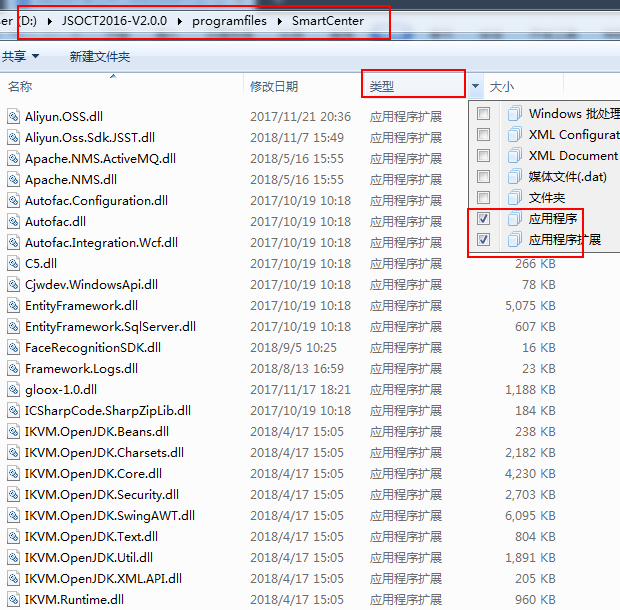 ser (D:) ▸ JSOCT2016-V2.0.0 ▸ programfiles ▸ SmartCenter
共享 新建文件夹
名称 修改日期 类型 大小
Aliyun.OSS.dll 2017/11/21 20:36 应用程序扩展 Windows 批处理
Aliyun.Oss.Sdk.JSST.dll 2018/11/7 15:49 应用程序扩展 XML Configurat
Apache.NMS.ActiveMQ.dll 2018/5/16 15:55 应用程序扩展 XML Document
Apache.NMS.dll 2018/5/16 15:55 应用程序扩展 媒体文件(.dat)
Autofac.Configuration.dll 2017/10/19 10:18 应用程序扩展 文件夹
Autofac.dll 2017/10/19 10:18 应用程序扩展 应用程序
Autofac.Integration.Wcf.dll 2017/10/19 10:18 应用程序扩展 应用程序扩展
C5.dll 2017/10/19 10:18 应用程序扩展 266 KB
Cjwdev.WindowsApi.dll 2017/10/19 10:18 应用程序扩展 78 KB
EntityFramework.dll 2017/10/19 10:18 应用程序扩展 5,075 KB
EntityFramework.SqlServer.dll 2017/10/19 10:18 应用程序扩展 607 KB
FaceRecognitionSDK.dll 2018/9/5 10:25 应用程序扩展 16 KB
Framework.Logs.dll 2018/8/13 16:59 应用程序扩展 23 KB
gloox-1.0.dll 2017/11/17 18:21 应用程序扩展 1,188 KB
ICSharpCode.SharpZipLib.dll 2017/10/19 10:18 应用程序扩展 184 KB
IKVM.OpenJDK.Beans.dll 2018/4/17 15:05 应用程序扩展 238 KB
IKVM.OpenJDK.Charsets.dll 2018/4/17 15:05 应用程序扩展 2,182 KB
IKVM.OpenJDK.Core.dll 2018/4/17 15:05 应用程序扩展 4,230 KB
IKVM.OpenJDK.Security.dll 2018/4/17 15:05 应用程序扩展 2,703 KB
IKVM.OpenJDK.SwingAWT.dll 2018/4/17 15:05 应用程序扩展 6,095 KB
IKVM.OpenJDK.Text.dll 2018/4/17 15:05 应用程序扩展 804 KB
IKVM.OpenJDK.Util.dll 2018/4/17 15:05 应用程序扩展 1,891 KB
IKVM.OpenJDK.XML.API.dll 2018/4/17 15:05 应用程序扩展 205 KB
IKVM.Runtime.dll 2018/4/17 15:05 应用程序扩展 960 KB